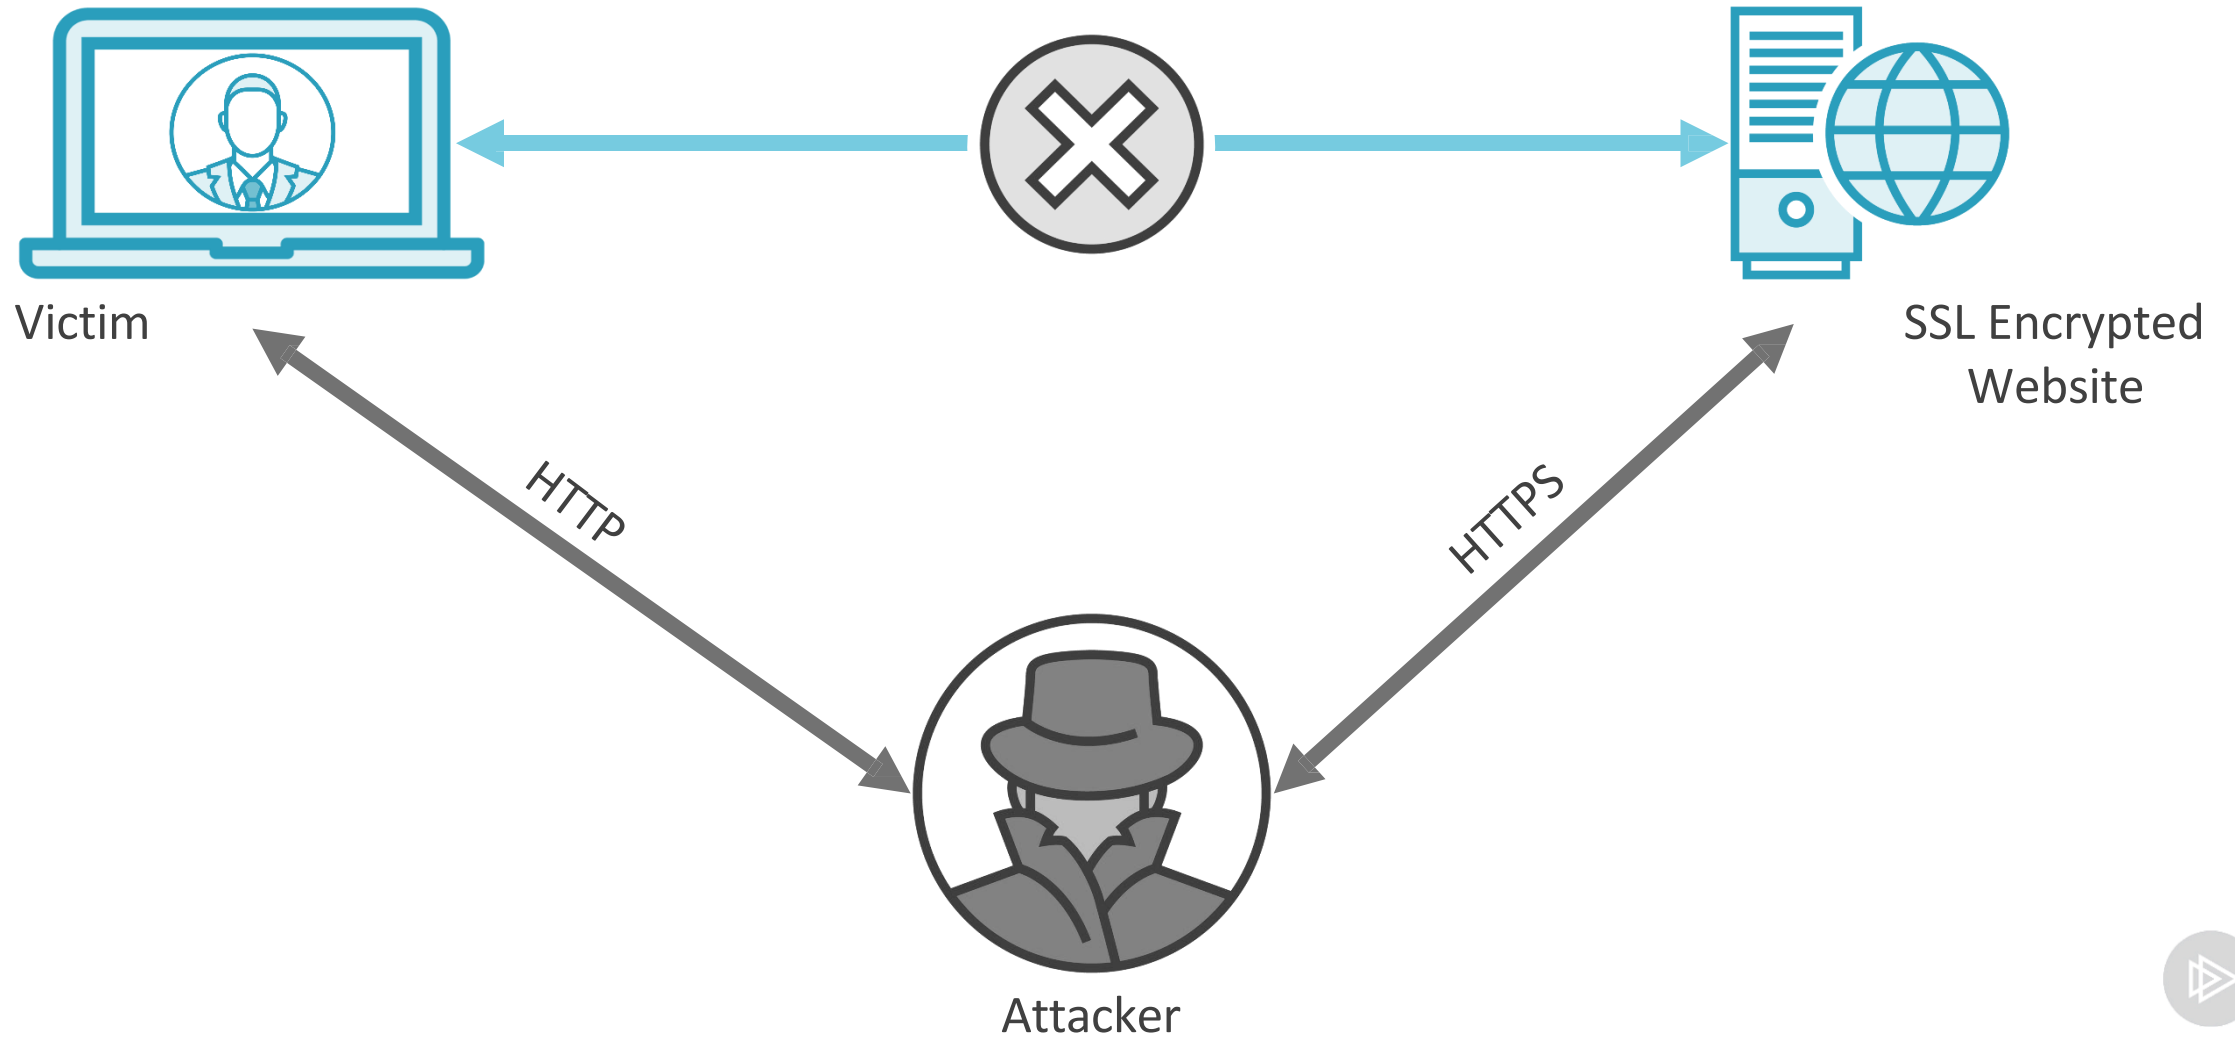 Victim
SSL Encrypted
Website
HTTP
HTTPS
Attacker